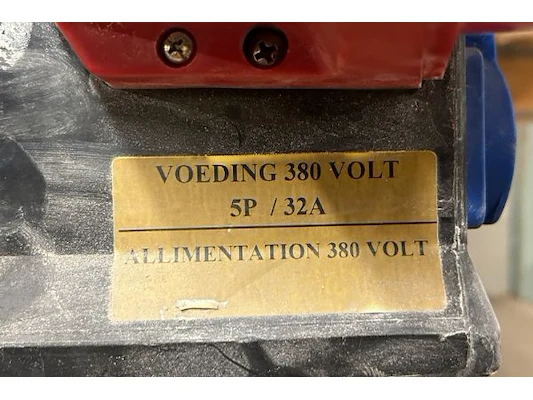 VOEDING 380 VOLT
5P / 32A
ALLIMENTATION 380 VOLT